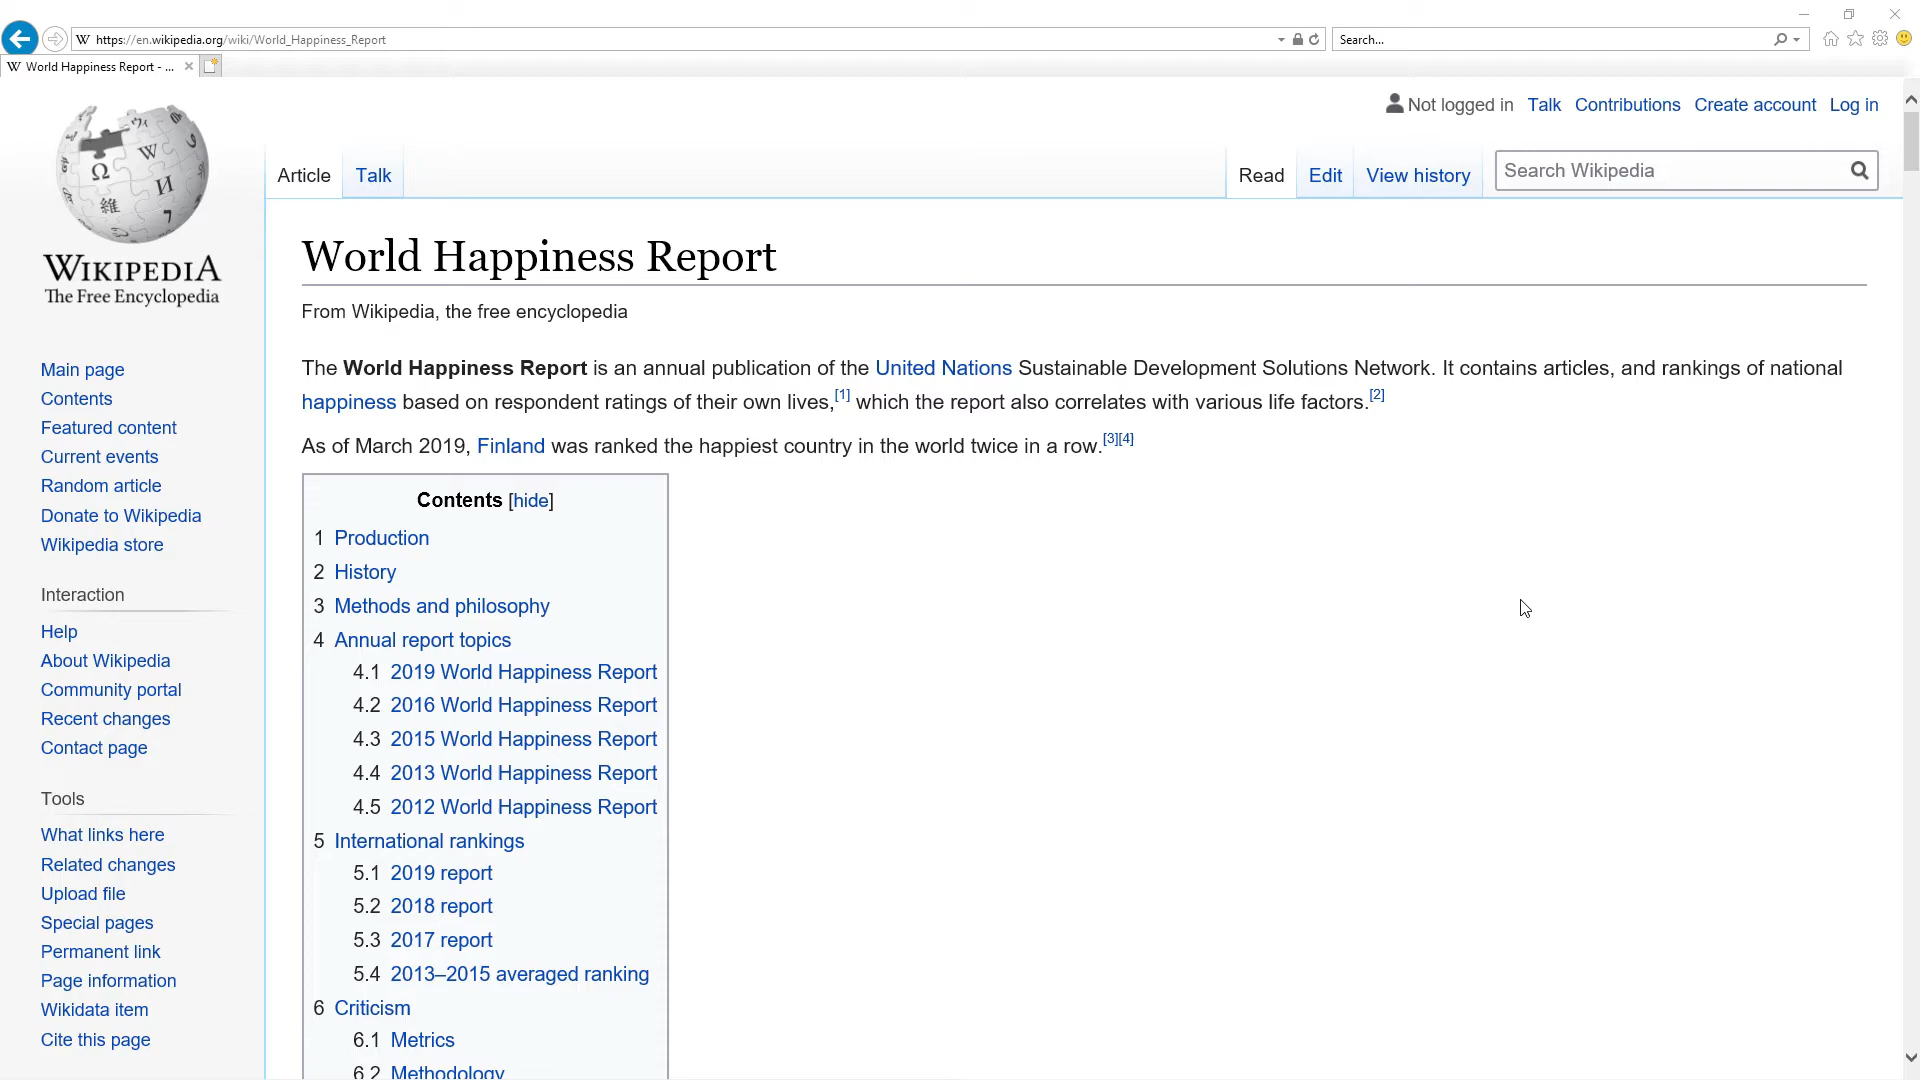 https://en.wikipedia.org/wiki/World_Happiness_Report
Search...
World Happiness Report - ...
Not logged in Talk Contributions Create account Log in
Article Talk Read Edit View history Search Wikipedia
WIKIPEDIA
The Free Encyclopedia
Main page
Contents
Featured content
Current events
Random article
Donate to Wikipedia
Wikipedia store
Interaction
Help
About Wikipedia
Community portal
Recent changes
Contact page
Tools
What links here
Related changes
Upload file
Special pages
Permanent link
Page information
Wikidata item
Cite this page
World Happiness Report
From Wikipedia, the free encyclopedia
The World Happiness Report is an annual publication of the United Nations Sustainable Development Solutions Network. It contains articles, and rankings of national
happiness based on respondent ratings of their own lives,[1] which the report also correlates with various life factors.[2]
As of March 2019, Finland was ranked the happiest country in the world twice in a row.[3][4]
Contents [hide]
1 Production
2 History
3 Methods and philosophy
4 Annual report topics
4.1 2019 World Happiness Report
4.2 2016 World Happiness Report
4.3 2015 World Happiness Report
4.4 2013 World Happiness Report
4.5 2012 World Happiness Report
5 International rankings
5.1 2019 report
5.2 2018 report
5.3 2017 report
5.4 2013–2015 averaged ranking
6 Criticism
6.1 Metrics
6.2 Methodology